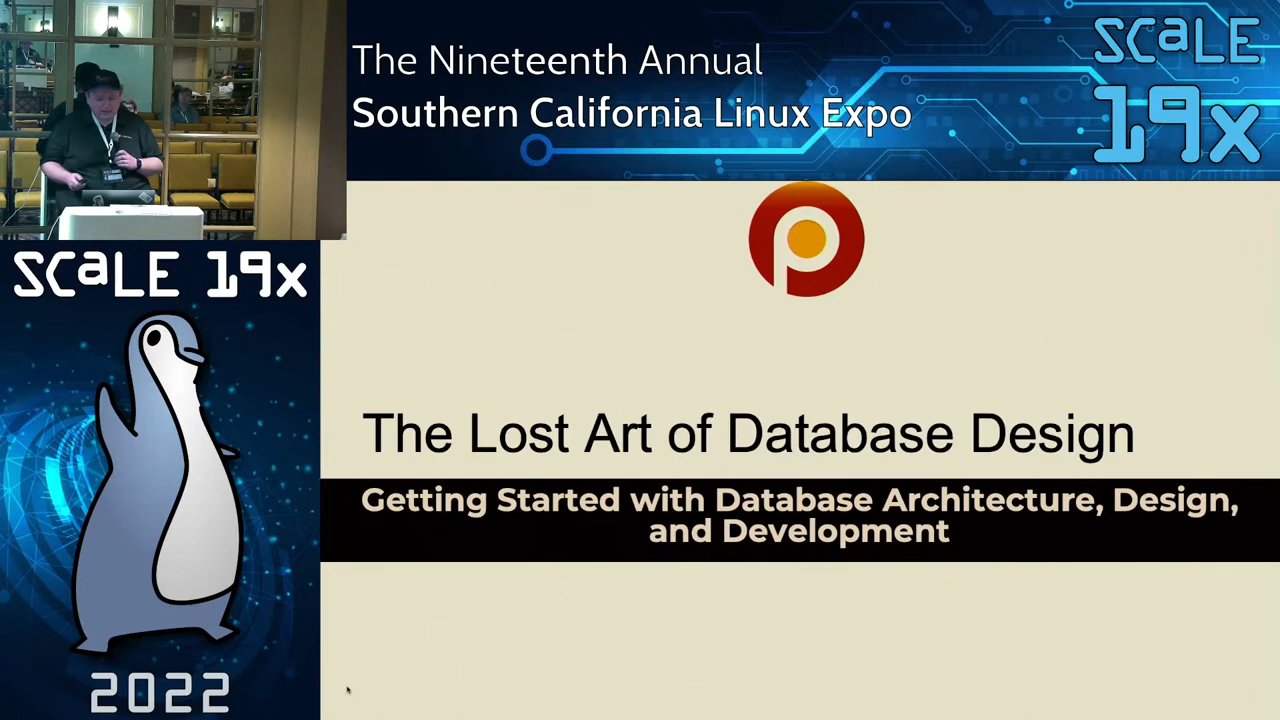 The Nineteenth Annual
Southern California Linux Expo
SCaLE
19x
SCaLE 19x
P
The Lost Art of Database Design
Getting Started with Database Architecture, Design,
and Development
2022